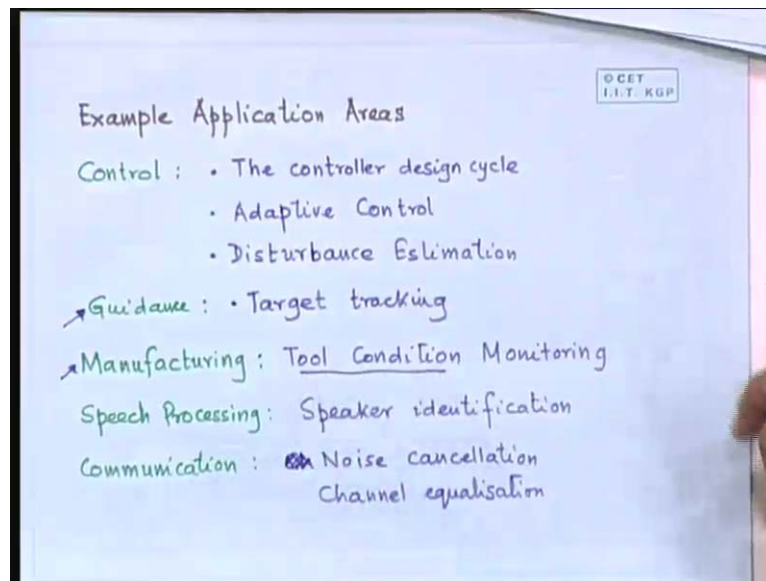 © CET
I.I.T. KGP
Example Application Areas
Control : • The controller design cycle
• Adaptive Control
• Disturbance Estimation
Guidance : • Target tracking
Manufacturing : Tool Condition Monitoring
Speech Processing : Speaker identification
Communication : Noise cancellation
Channel equalisation